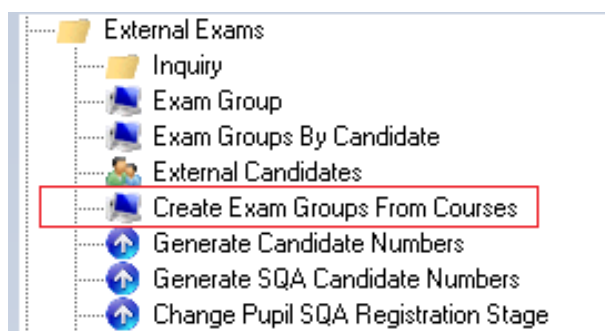 External Exams
Inquiry
Exam Group
Exam Groups By Candidate
External Candidates
Create Exam Groups From Courses
Generate Candidate Numbers
Generate SQA Candidate Numbers
Change Pupil SQA Registration Stage